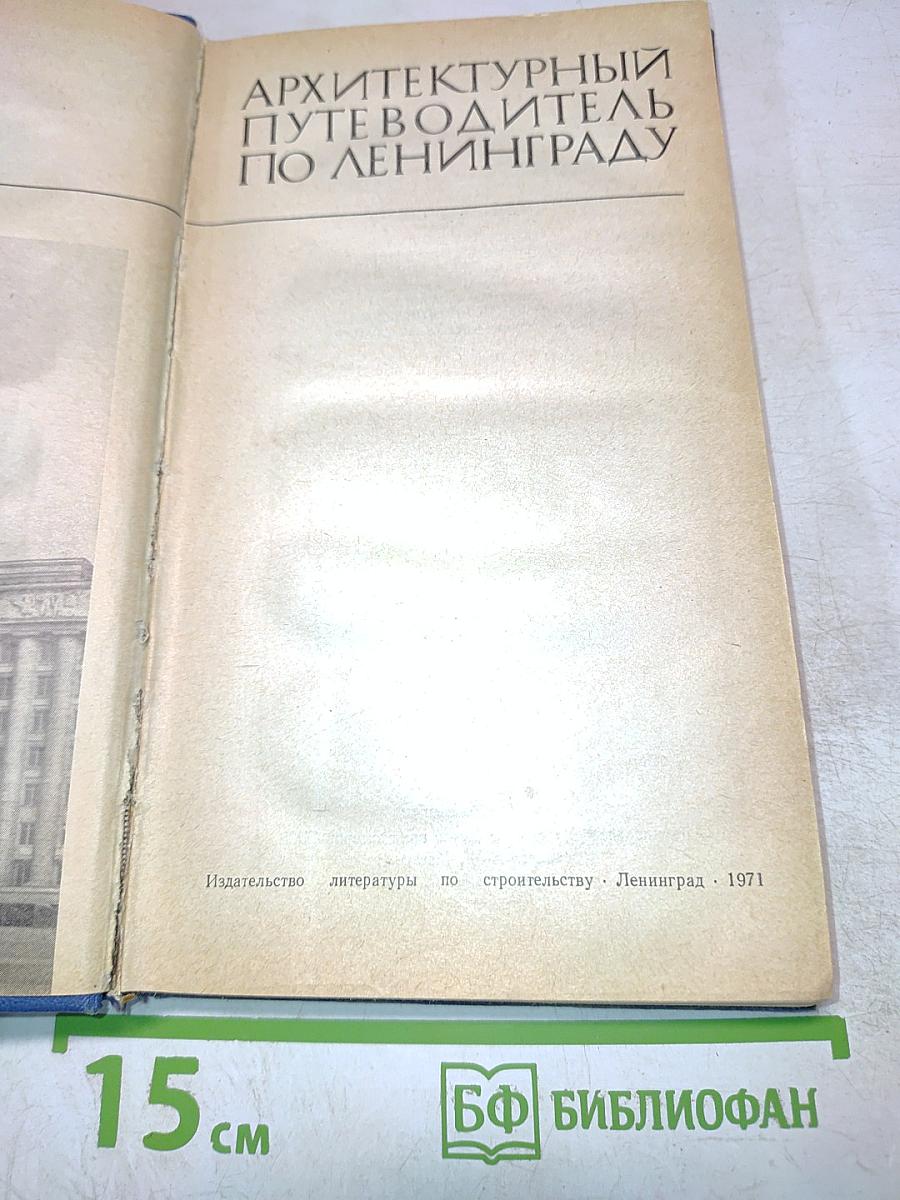 АРХИТЕКТУРНЫЙ
ПУТЕВОДИТЕЛЬ
ПО ЛЕНИНГРАДУ
Издательство литературы по строительству · Ленинград · 1971
15 см
БФ БИБЛИОФАН